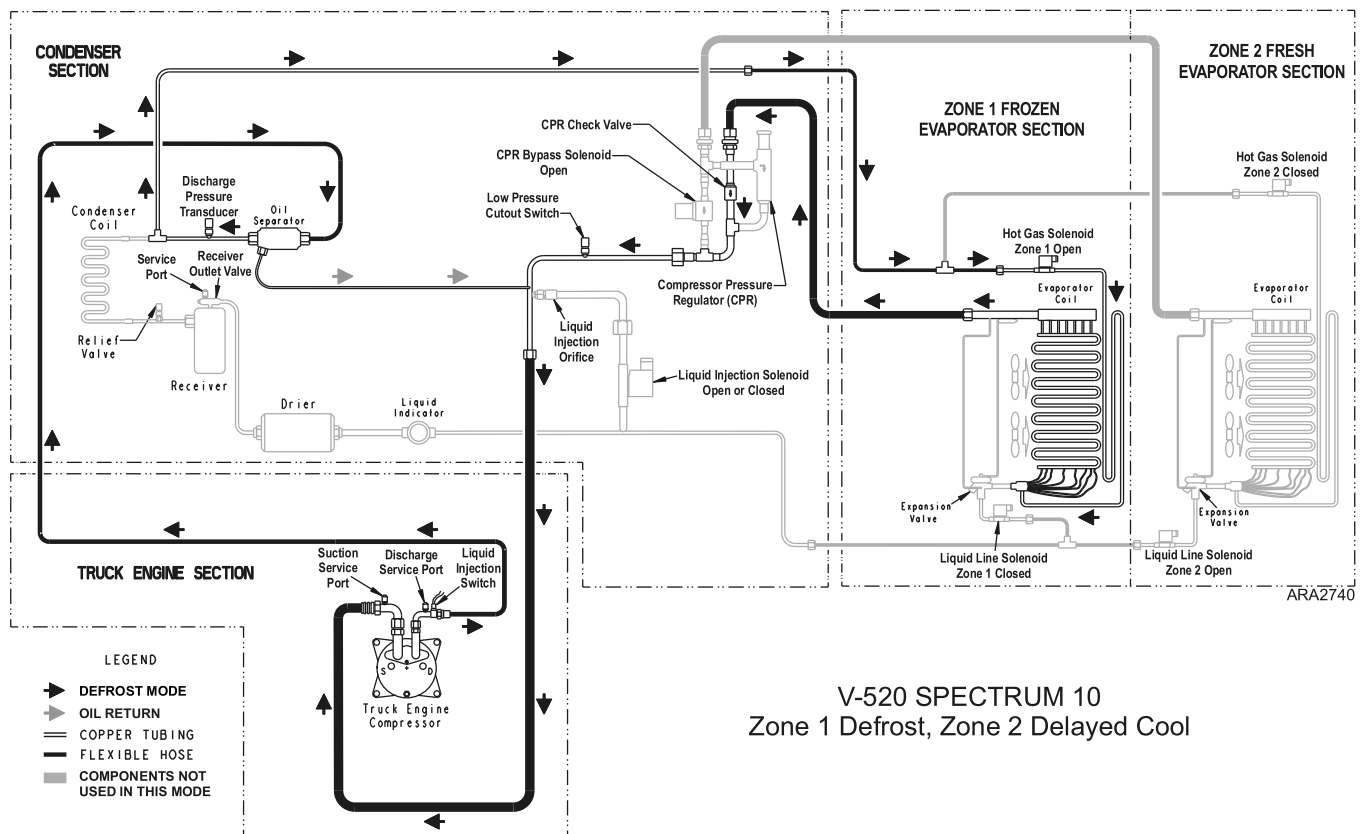 CONDENSER
SECTION
ZONE 2 FRESH
EVAPORATOR SECTION
ZONE 1 FROZEN
EVAPORATOR SECTION
CPR Check Valve
CPR Bypass Solenoid
Open
Low Pressure
Cutout Switch
Hot Gas Solenoid
Zone 2 Closed
Discharge
Pressure
Transducer
Oil
Separator
Condenser
Coil
Service
Port
Receiver
Outlet Valve
Hot Gas Solenoid
Zone 1 Open
Compressor Pressure
Regulator (CPR)
Evaporator
Coil
Evaporator
Coil
Relief
Valve
Receiver
Liquid
Injection
Orifice
Liquid Injection Solenoid
Open or Closed
Drier
Liquid
Indicator
Expansion
Valve
Expansion
Valve
Liquid Line Solenoid
Zone 1 Closed
Liquid Line Solenoid
Zone 2 Open
ARA2740
TRUCK ENGINE SECTION
Suction
Service
Port
Discharge
Service Port
Liquid
Injection
Switch
S
D
Truck Engine
Compressor
LEGEND
DEFROST MODE
OIL RETURN
COPPER TUBING
FLEXIBLE HOSE
COMPONENTS NOT
USED IN THIS MODE
V-520 SPECTRUM 10
Zone 1 Defrost, Zone 2 Delayed Cool